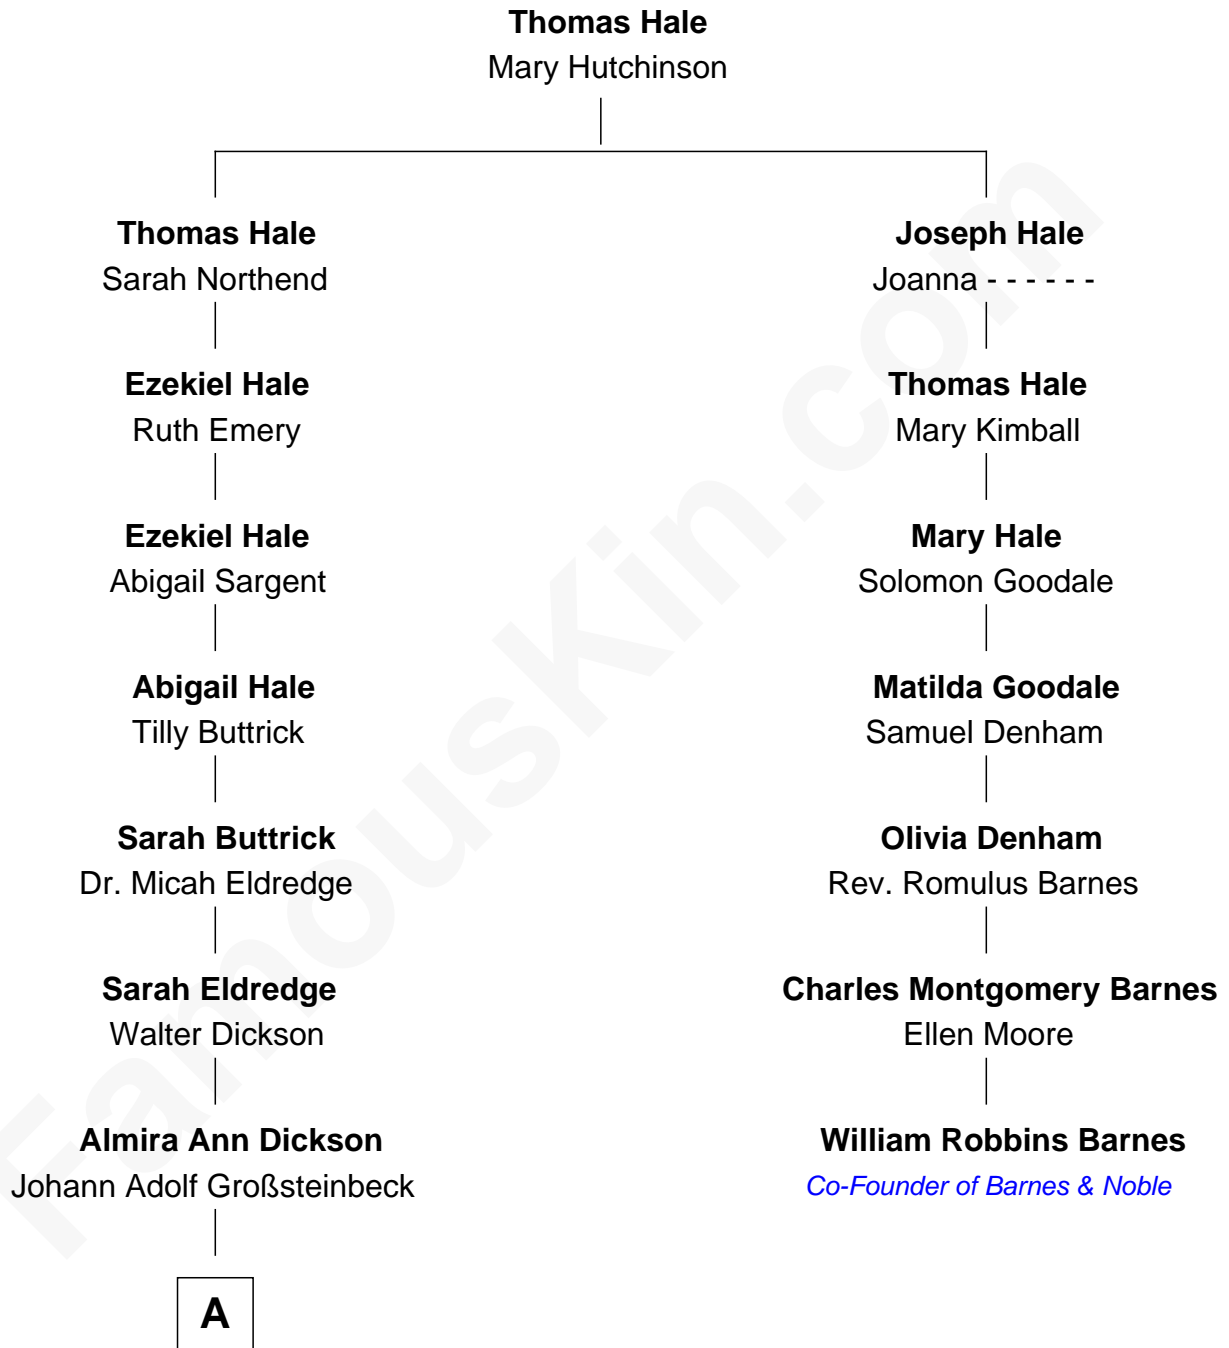 Thomas Hale
Mary Hutchinson
Thomas Hale
Sarah Northend
Joseph Hale
Joanna - - - - - -
Ezekiel Hale
Ruth Emery
Thomas Hale
Mary Kimball
Ezekiel Hale
Abigail Sargent
Mary Hale
Solomon Goodale
Abigail Hale
Tilly Buttrick
Matilda Goodale
Samuel Denham
Sarah Buttrick
Dr. Micah Eldredge
Olivia Denham
Rev. Romulus Barnes
Sarah Eldredge
Walter Dickson
Charles Montgomery Barnes
Ellen Moore
Almira Ann Dickson
Johann Adolf Großsteinbeck
William Robbins Barnes
Co-Founder of Barnes & Noble
A
FamousKin.com